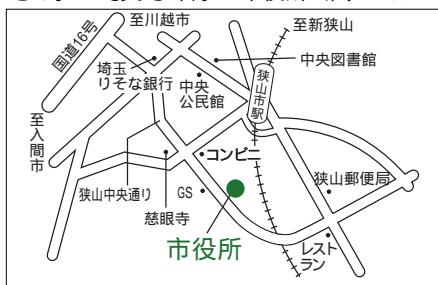 至川越市
至新狭山
国道16号
中央図書館
埼玉
りそな銀行
中央
公民館
狭山市駅
至入間市
コンビニ
狭山中央通り
GS
狭山郵便局
慈眼寺
市役所
レスト
ラン